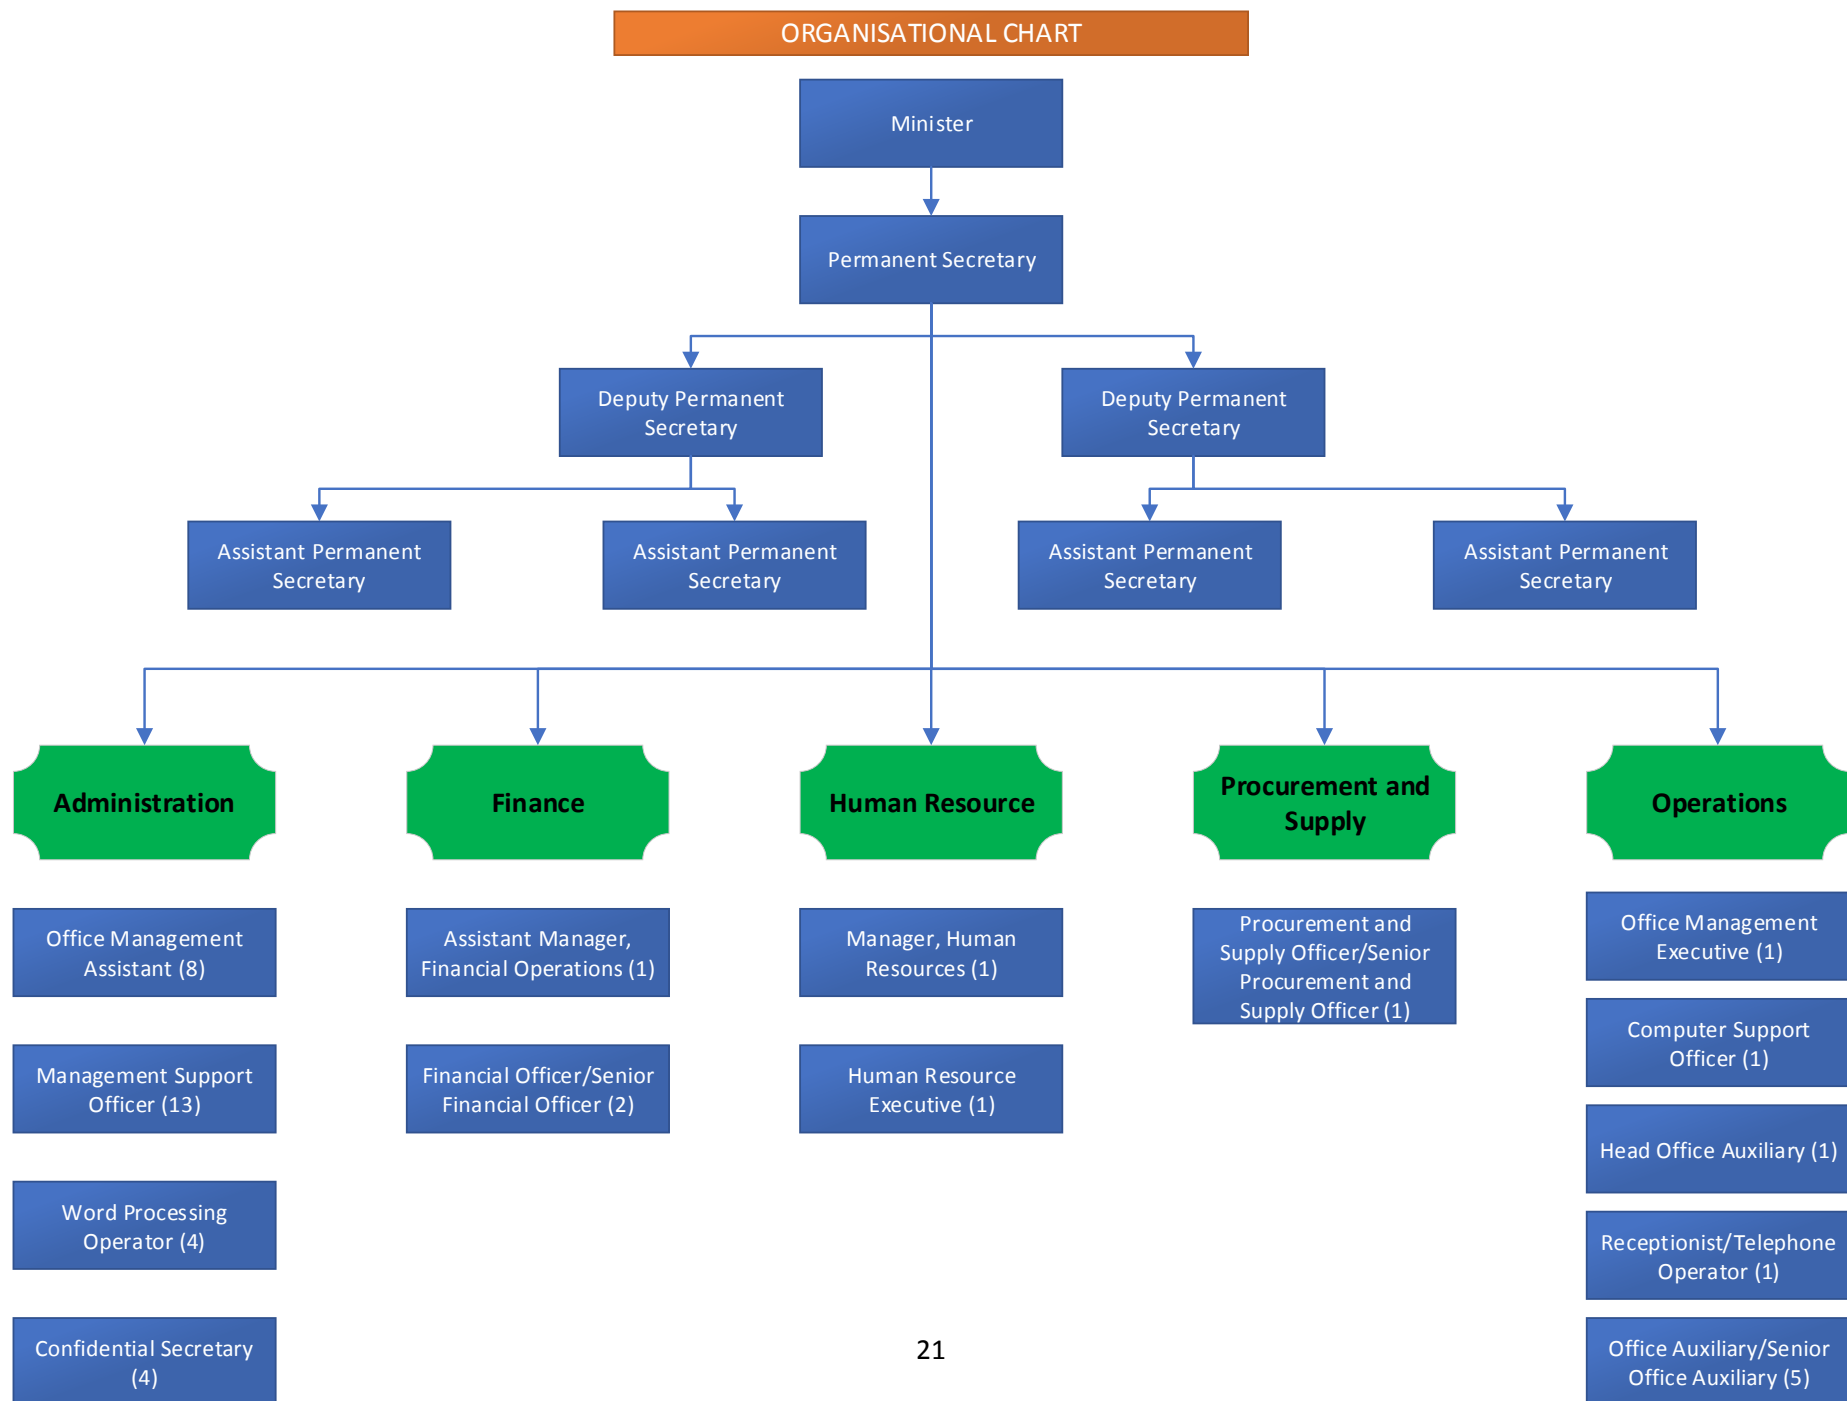 ORGANISATIONAL CHART
Minister
Permanent Secretary
Deputy Permanent
Secretary
Deputy Permanent
Secretary
Assistant Permanent
Secretary
Assistant Permanent
Secretary
Assistant Permanent
Secretary
Assistant Permanent
Secretary
Administration
Finance
Human Resource
Procurement and
Supply
Operations
Office Management
Assistant (8)
Management Support
Officer (13)
Word Processing
Operator (4)
Confidential Secretary
(4)
Assistant Manager,
Financial Operations (1)
Financial Officer/Senior
Financial Officer (2)
Manager, Human
Resources (1)
Human Resource
Executive (1)
Procurement and
Supply Officer/Senior
Procurement and
Supply Officer (1)
Office Management
Executive (1)
Computer Support
Officer (1)
Head Office Auxiliary (1)
Receptionist/Telephone
Operator (1)
Office Auxiliary/Senior
Office Auxiliary (5)
21